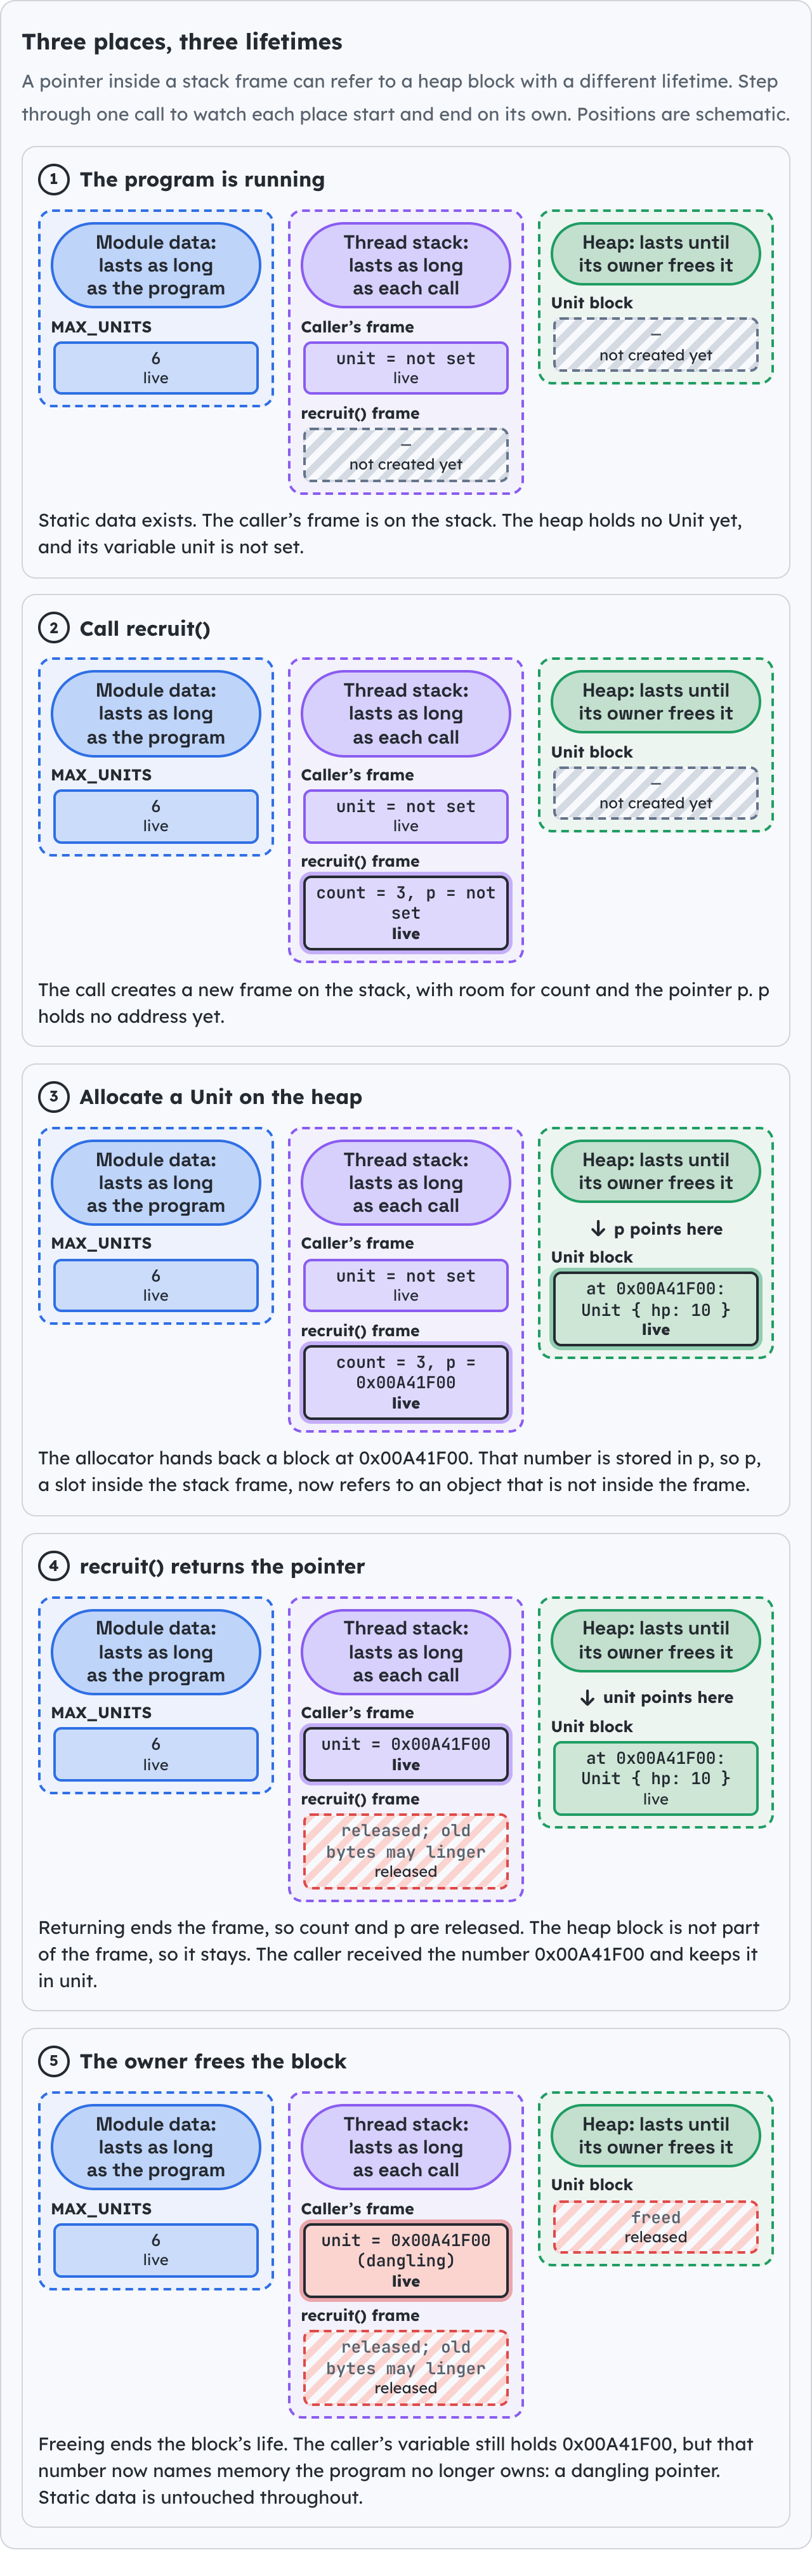 Three places, three lifetimes
A pointer inside a stack frame can refer to a heap block with a different lifetime. Step
through one call to watch each place start and end on its own. Positions are schematic.
1 The program is running
Module data:
lasts as long
as the program
MAX_UNITS
6
live
Thread stack:
lasts as long
as each call
Caller’s frame
unit = not set
live
recruit() frame
—
not created yet
Heap: lasts until
its owner frees it
Unit block
—
not created yet
Static data exists. The caller’s frame is on the stack. The heap holds no Unit yet,
and its variable unit is not set.
2 Call recruit()
Module data:
lasts as long
as the program
MAX_UNITS
6
live
Thread stack:
lasts as long
as each call
Caller’s frame
unit = not set
live
recruit() frame
count = 3, p = not
set
live
Heap: lasts until
its owner frees it
Unit block
—
not created yet
The call creates a new frame on the stack, with room for count and the pointer p. p
holds no address yet.
3 Allocate a Unit on the heap
Module data:
lasts as long
as the program
MAX_UNITS
6
live
Thread stack:
lasts as long
as each call
Caller’s frame
unit = not set
live
recruit() frame
count = 3, p =
0x00A41F00
live
Heap: lasts until
its owner frees it
↓ p points here
Unit block
at 0x00A41F00:
Unit { hp: 10 }
live
The allocator hands back a block at 0x00A41F00. That number is stored in p, so p,
a slot inside the stack frame, now refers to an object that is not inside the frame.
4 recruit() returns the pointer
Module data:
lasts as long
as the program
MAX_UNITS
6
live
Thread stack:
lasts as long
as each call
Caller’s frame
unit = 0x00A41F00
live
recruit() frame
released; old
bytes may linger
released
Heap: lasts until
its owner frees it
↓ unit points here
Unit block
at 0x00A41F00:
Unit { hp: 10 }
live
Returning ends the frame, so count and p are released. The heap block is not part
of the frame, so it stays. The caller received the number 0x00A41F00 and keeps it
in unit.
5 The owner frees the block
Module data:
lasts as long
as the program
MAX_UNITS
6
live
Thread stack:
lasts as long
as each call
Caller’s frame
unit = 0x00A41F00
(dangling)
live
recruit() frame
released; old
bytes may linger
released
Heap: lasts until
its owner frees it
Unit block
freed
released
Freeing ends the block’s life. The caller’s variable still holds 0x00A41F00, but that
number now names memory the program no longer owns: a dangling pointer.
Static data is untouched throughout.